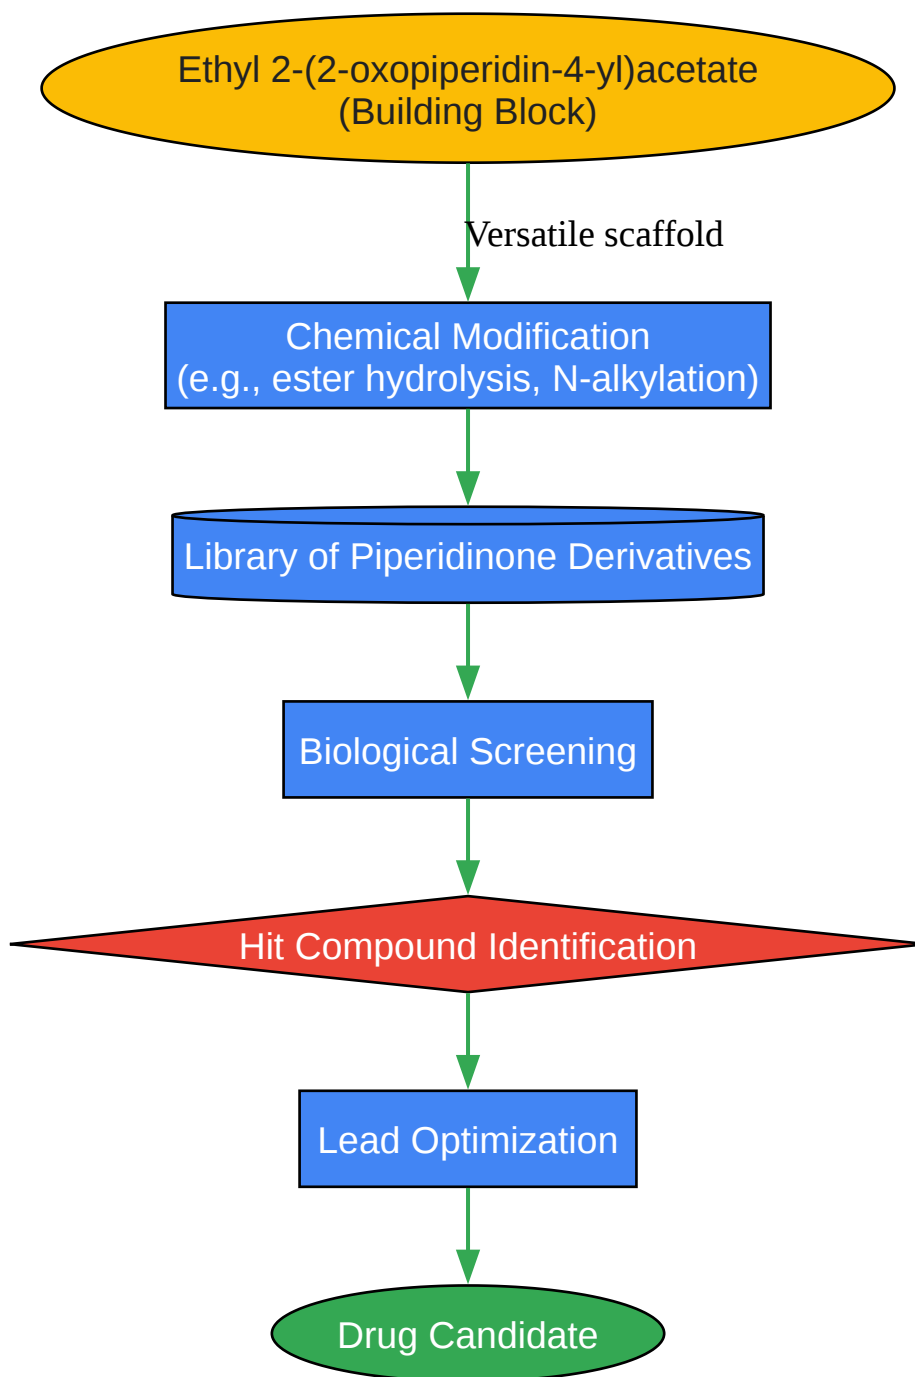 Ethyl 2-(2-oxopiperidin-4-yl)acetate
(Building Block)
Versatile scaffold
Chemical Modification
(e.g., ester hydrolysis, N-alkylation)
Library of Piperidinone Derivatives
Biological Screening
Hit Compound Identification
Lead Optimization
Drug Candidate